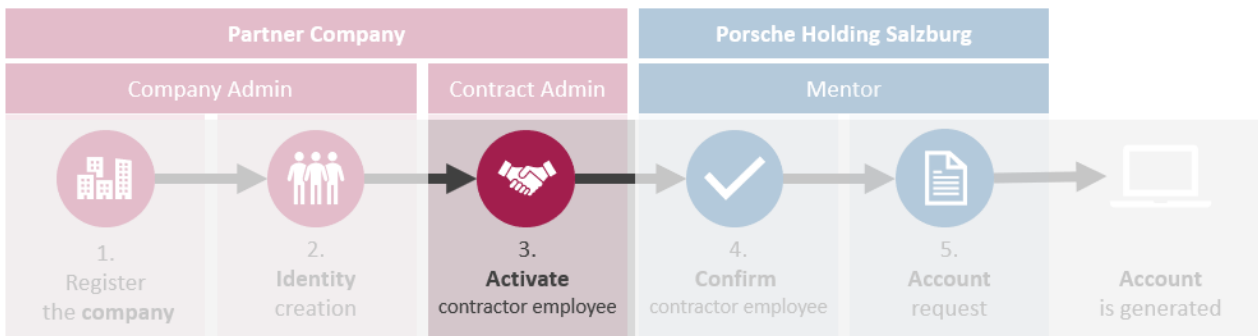 Partner Company
Porsche Holding Salzburg
Company Admin
Contract Admin
Mentor
1.
Register
the company
2.
Identity
creation
3.
Activate
contractor employee
4.
Confirm
contractor employee
5.
Account
request
Account
is generated